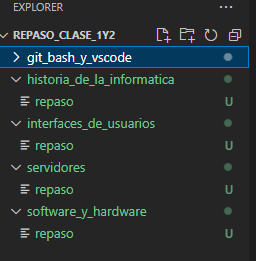 EXPLORER
REPASO_CLASE_1Y2
git_bash_y_vscode
historia_de_la_informatica
repaso U
interfaces_de_usuarios
repaso U
servidores
repaso U
software_y_hardware
repaso U